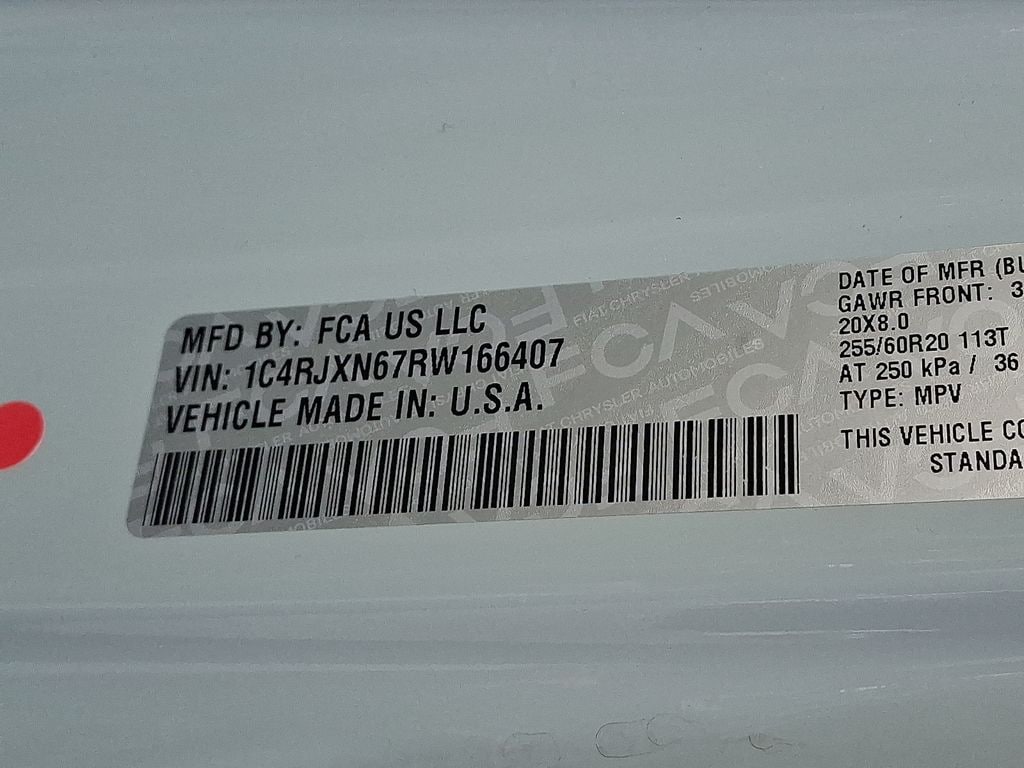 MFD BY: FCA US LLC
VIN: 1C4RJXN67RW166407
VEHICLE MADE IN: U.S.A.
DATE OF MFR (BU
GAWR FRONT: 3
20X8.0
255/60R20 113T
AT 250 kPa / 36
TYPE: MPV
THIS VEHICLE CO
STANDA